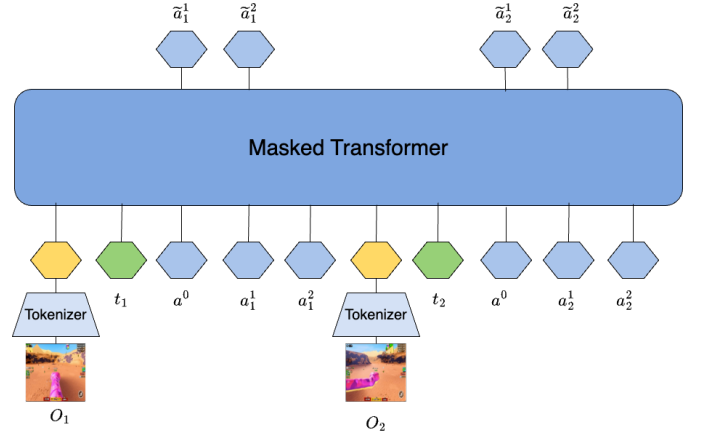 ã₁¹ ã₁² ã₂¹ ã₂²
Masked Transformer
t₁ a⁰ a₁¹ a₁² t₂ a⁰ a₂¹ a₂²
Tokenizer Tokenizer
O₁ O₂